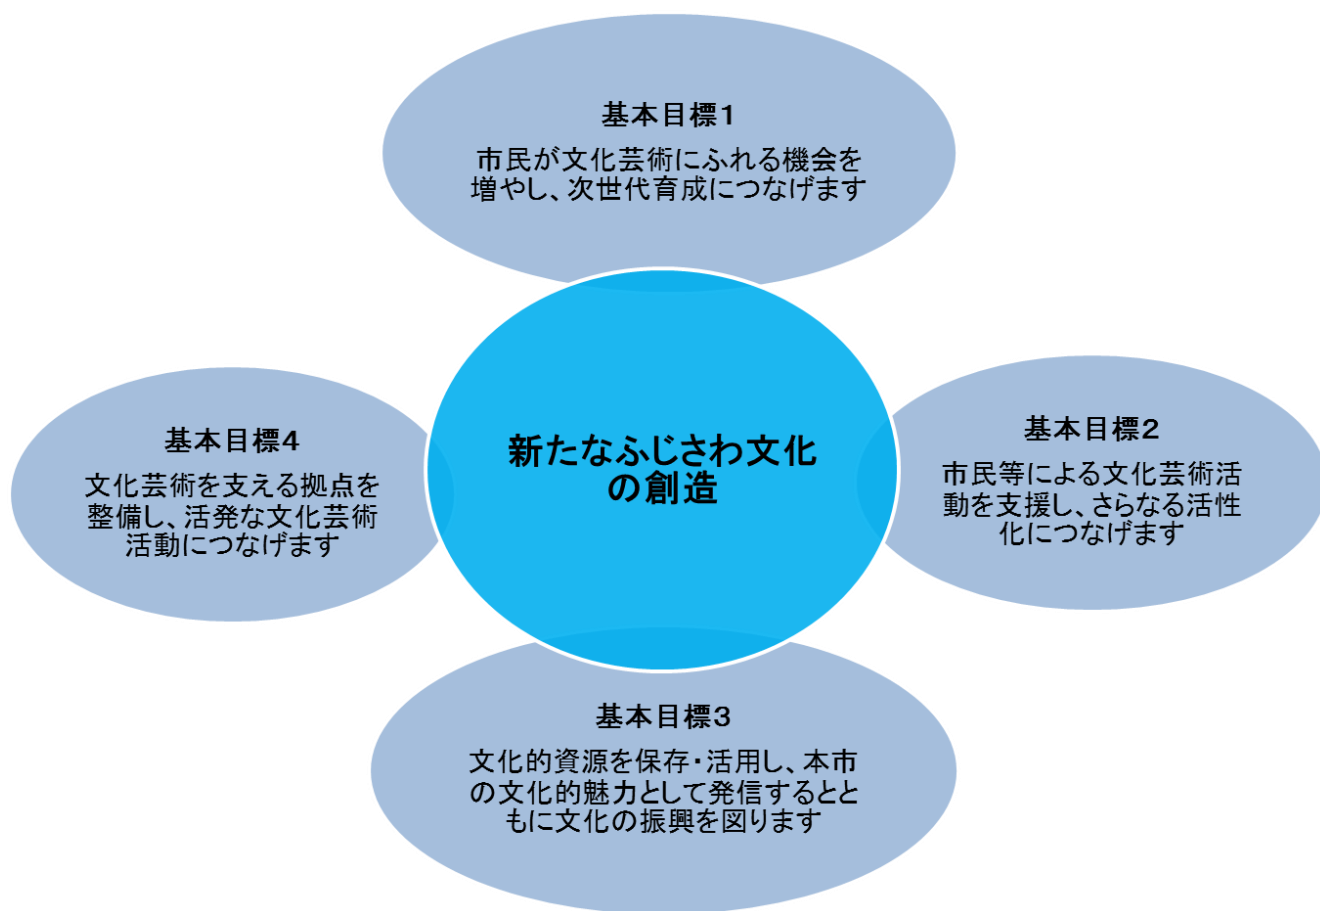 基本目標1
市民が文化芸術にふれる機会を
増やし、次世代育成につなげます
新たなふじさわ文化
の創造
基本目標2
市民等による文化芸術活
動を支援し、さらなる活性
化につなげます
基本目標3
文化的資源を保存・活用し、本市
の文化的魅力として発信するとと
もに文化の振興を図ります
基本目標4
文化芸術を支える拠点を
整備し、活発な文化芸術
活動につなげます